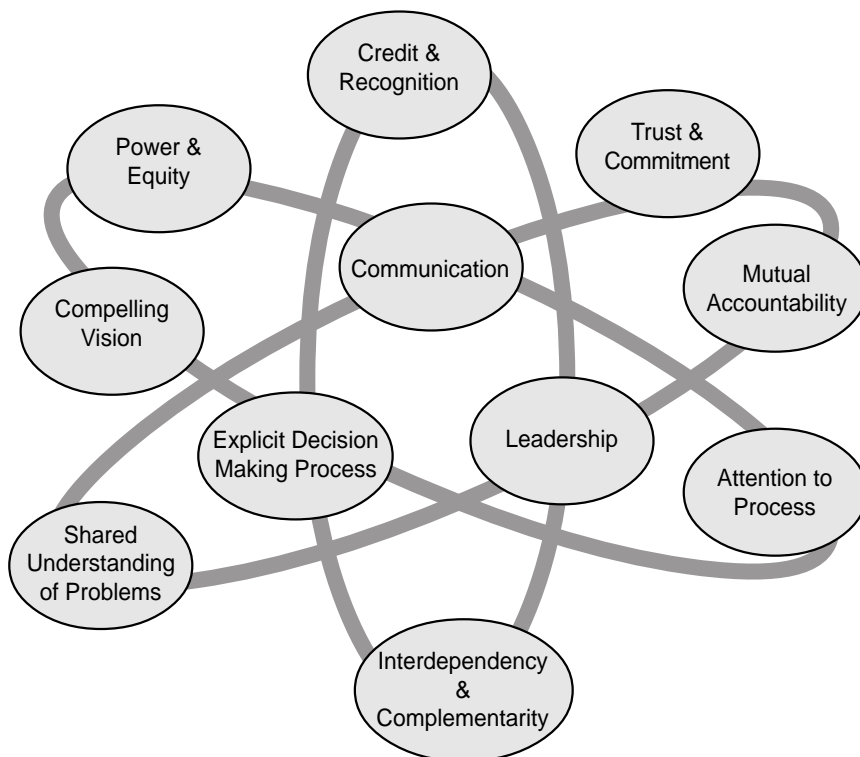 Credit &
Recognition
Power &
Equity
Trust &
Commitment
Communication
Mutual
Accountability
Compelling
Vision
Explicit Decision
Making Process
Leadership
Attention to
Process
Shared
Understanding
of Problems
Interdependency
&
Complementarity